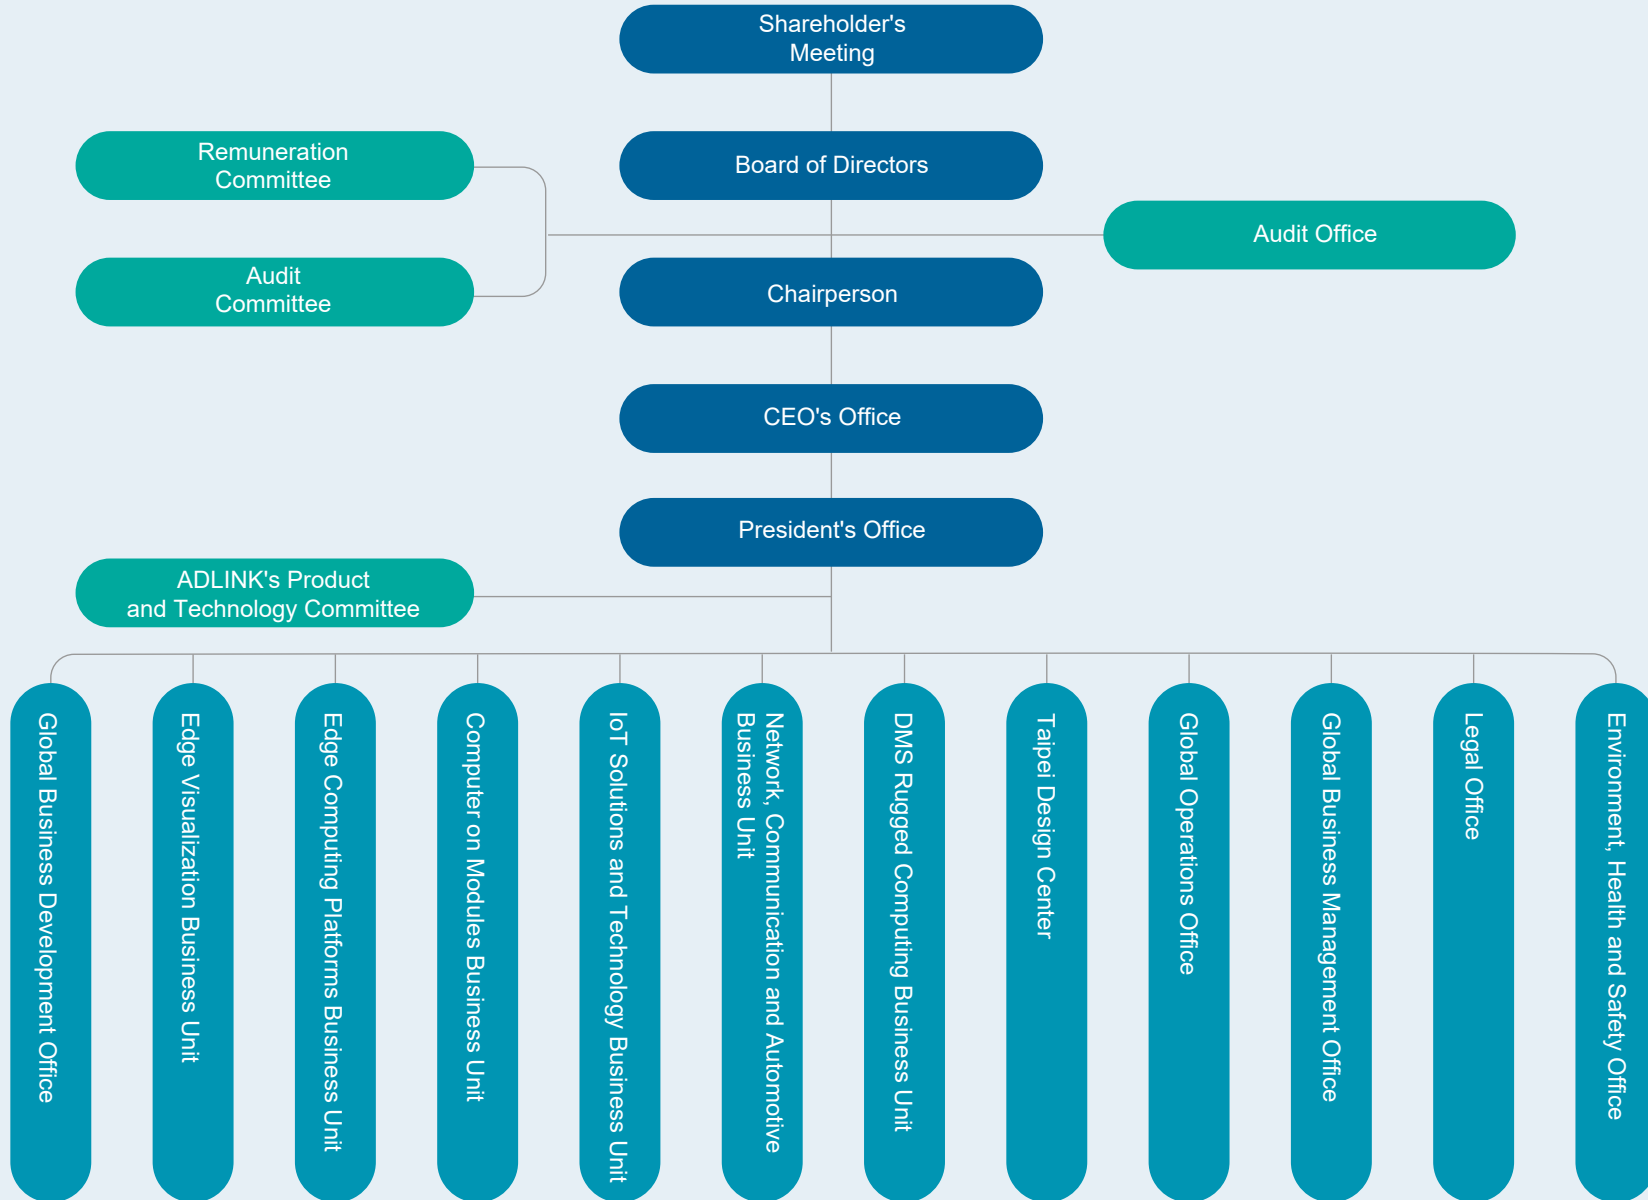 Shareholder's
Meeting
Remuneration
Committee
Board of Directors
Audit Office
Audit
Committee
Chairperson
CEO's Office
President's Office
ADLINK's Product
and Technology Committee
Global Business Development Office
Edge Visualization Business Unit
Edge Computing Platforms Business Unit
Computer on Modules Business Unit
IoT Solutions and Technology Business Unit
Network, Communication and Automotive
Business Unit
DMS Rugged Computing Business Unit
Taipei Design Center
Global Operations Office
Global Business Management Office
Legal Office
Environment, Health and Safety Office